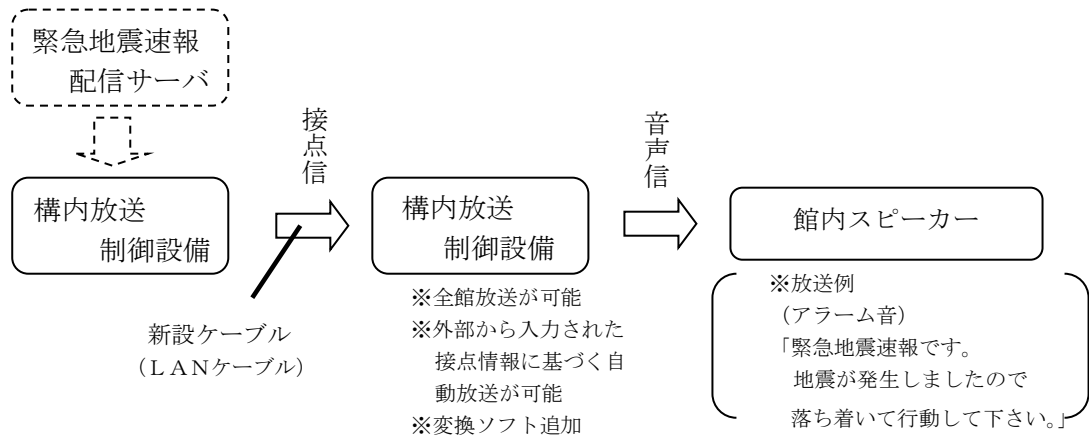 緊急地震速報
配信サーバ
接点信
音声信
構内放送
制御設備
構内放送
制御設備
館内スピーカー
新設ケーブル
（ＬＡＮケーブル）
※全館放送が可能
※外部から入力された
接点情報に基づく自
動放送が可能
※変換ソフト追加
※放送例
（アラーム音）
「緊急地震速報です。
地震が発生しましたので
落ち着いて行動して下さい。」